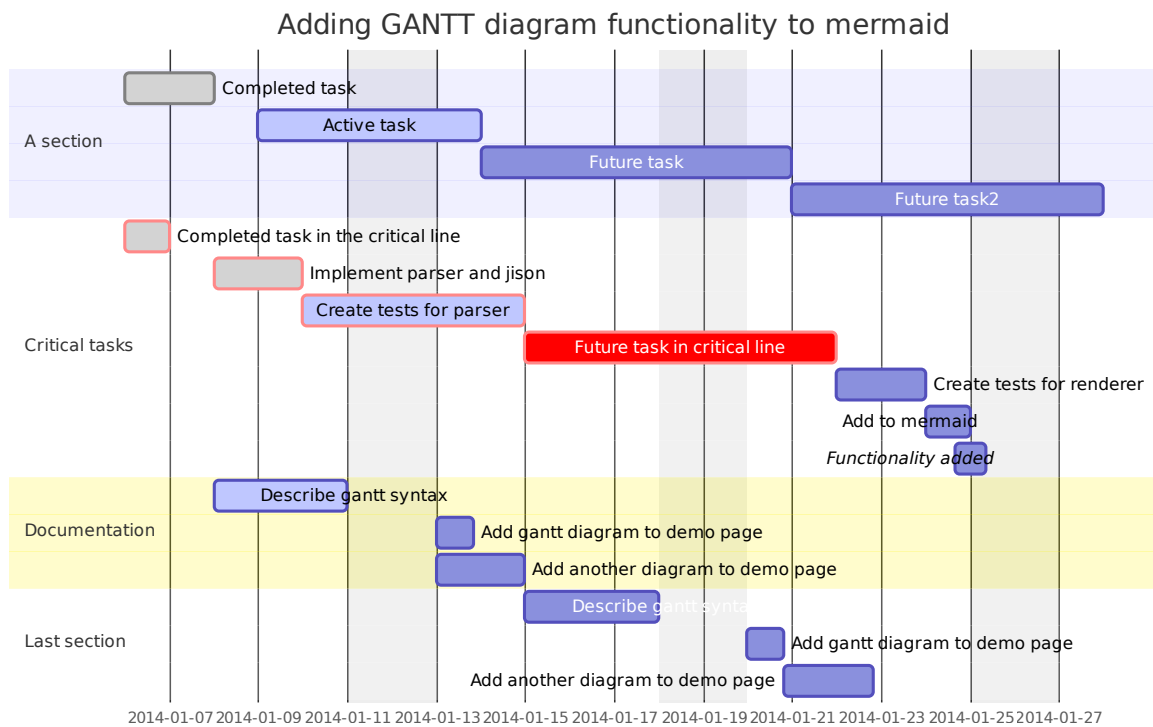 Adding GANTT diagram functionality to mermaid
A section
Completed task
Active task
Future task
Future task2
Critical tasks
Completed task in the critical line
Implement parser and jison
Create tests for parser
Future task in critical line
Create tests for renderer
Add to mermaid
Functionality added
Documentation
Describe gantt syntax
Add gantt diagram to demo page
Add another diagram to demo page
Last section
Describe gantt syntax
Add gantt diagram to demo page
Add another diagram to demo page
2014-01-07 2014-01-09 2014-01-11 2014-01-13 2014-01-15 2014-01-17 2014-01-19 2014-01-21 2014-01-23 2014-01-25 2014-01-27